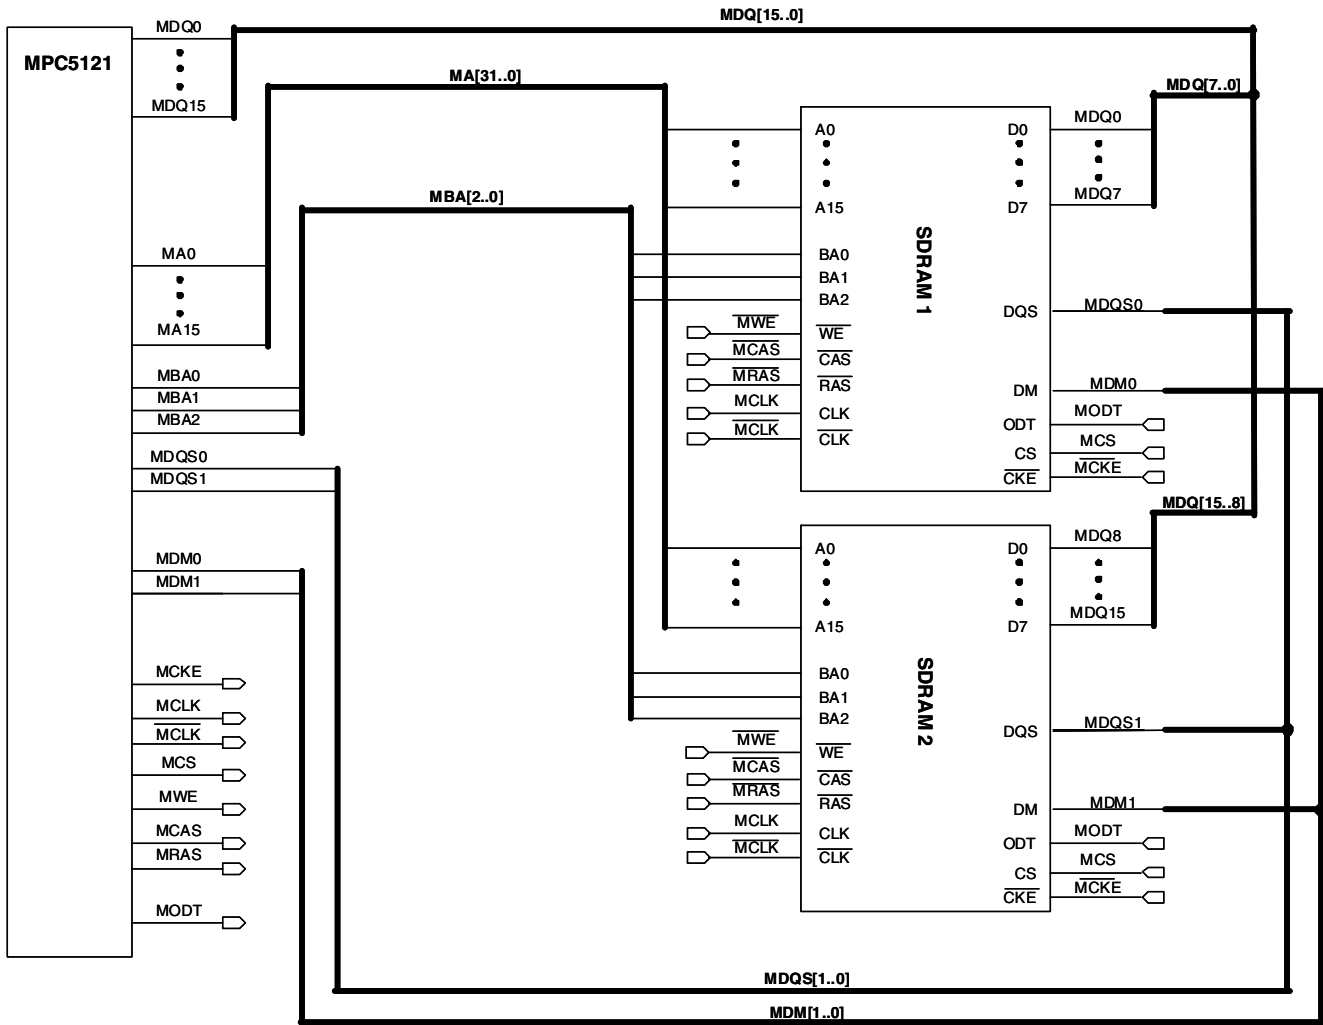 MDQ[15..0]
MPC5121
MDQ0
MDQ15
MA[31..0]
MBA[2..0]
MA0
MA15
MBA0
MBA1
MBA2
MDQS0
MDQS1
MDM0
MDM1
MCKE
MCLK
MCLK
MCS
MWE
MCAS
MRAS
MODT
MDQ[7..0]
SDRAM 1
A0
A15
BA0
BA1
BA2
MWE
WE
MCAS
CAS
MRAS
RAS
MCLK
CLK
MCLK
CLK
D0
MDQ0
D7
MDQ7
DQS
MDQS0
DM
MDM0
ODT
MODT
CS
MCS
CKE
MCKE
MDQ[15..8]
SDRAM 2
A0
A15
BA0
BA1
BA2
MWE
WE
MCAS
CAS
MRAS
RAS
MCLK
CLK
MCLK
CLK
D0
MDQ8
D7
MDQ15
DQS
MDQS1
DM
MDM1
ODT
MODT
CS
MCS
CKE
MCKE
MDQS[1..0]
MDM[1..0]